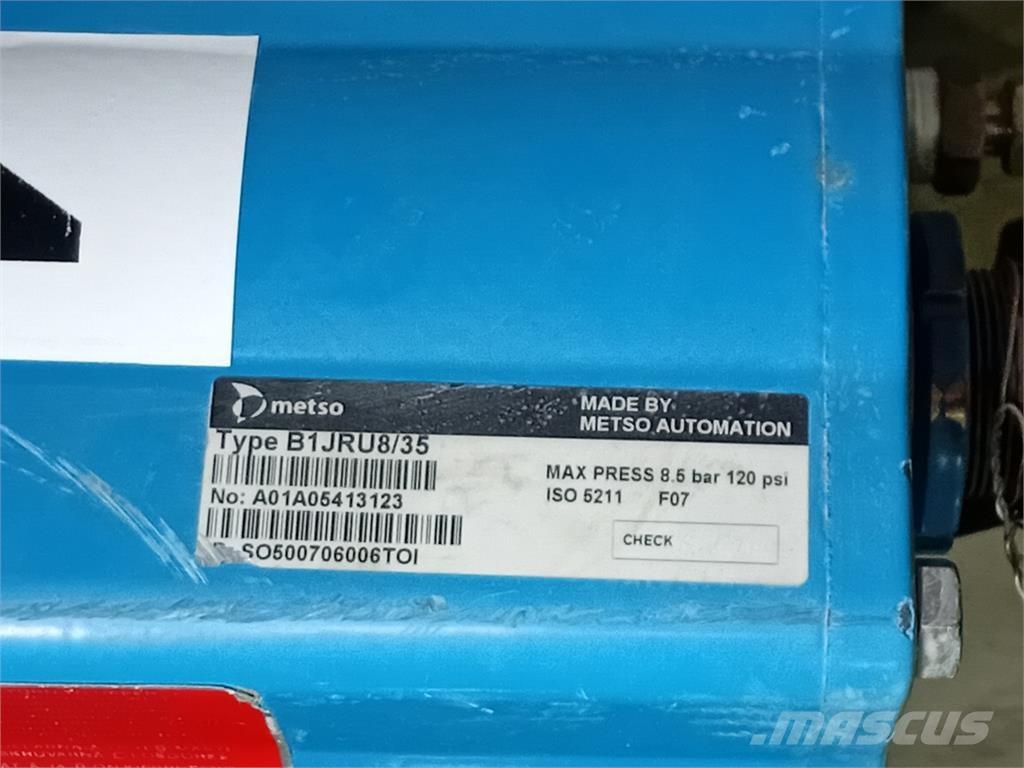 metso
MADE BY
METSO AUTOMATION
Type B1JRU8/35
No: A01A05413123
SO500706006TOI
MAX PRESS 8.5 bar 120 psi
ISO 5211 F07
CHECK
MASCUS